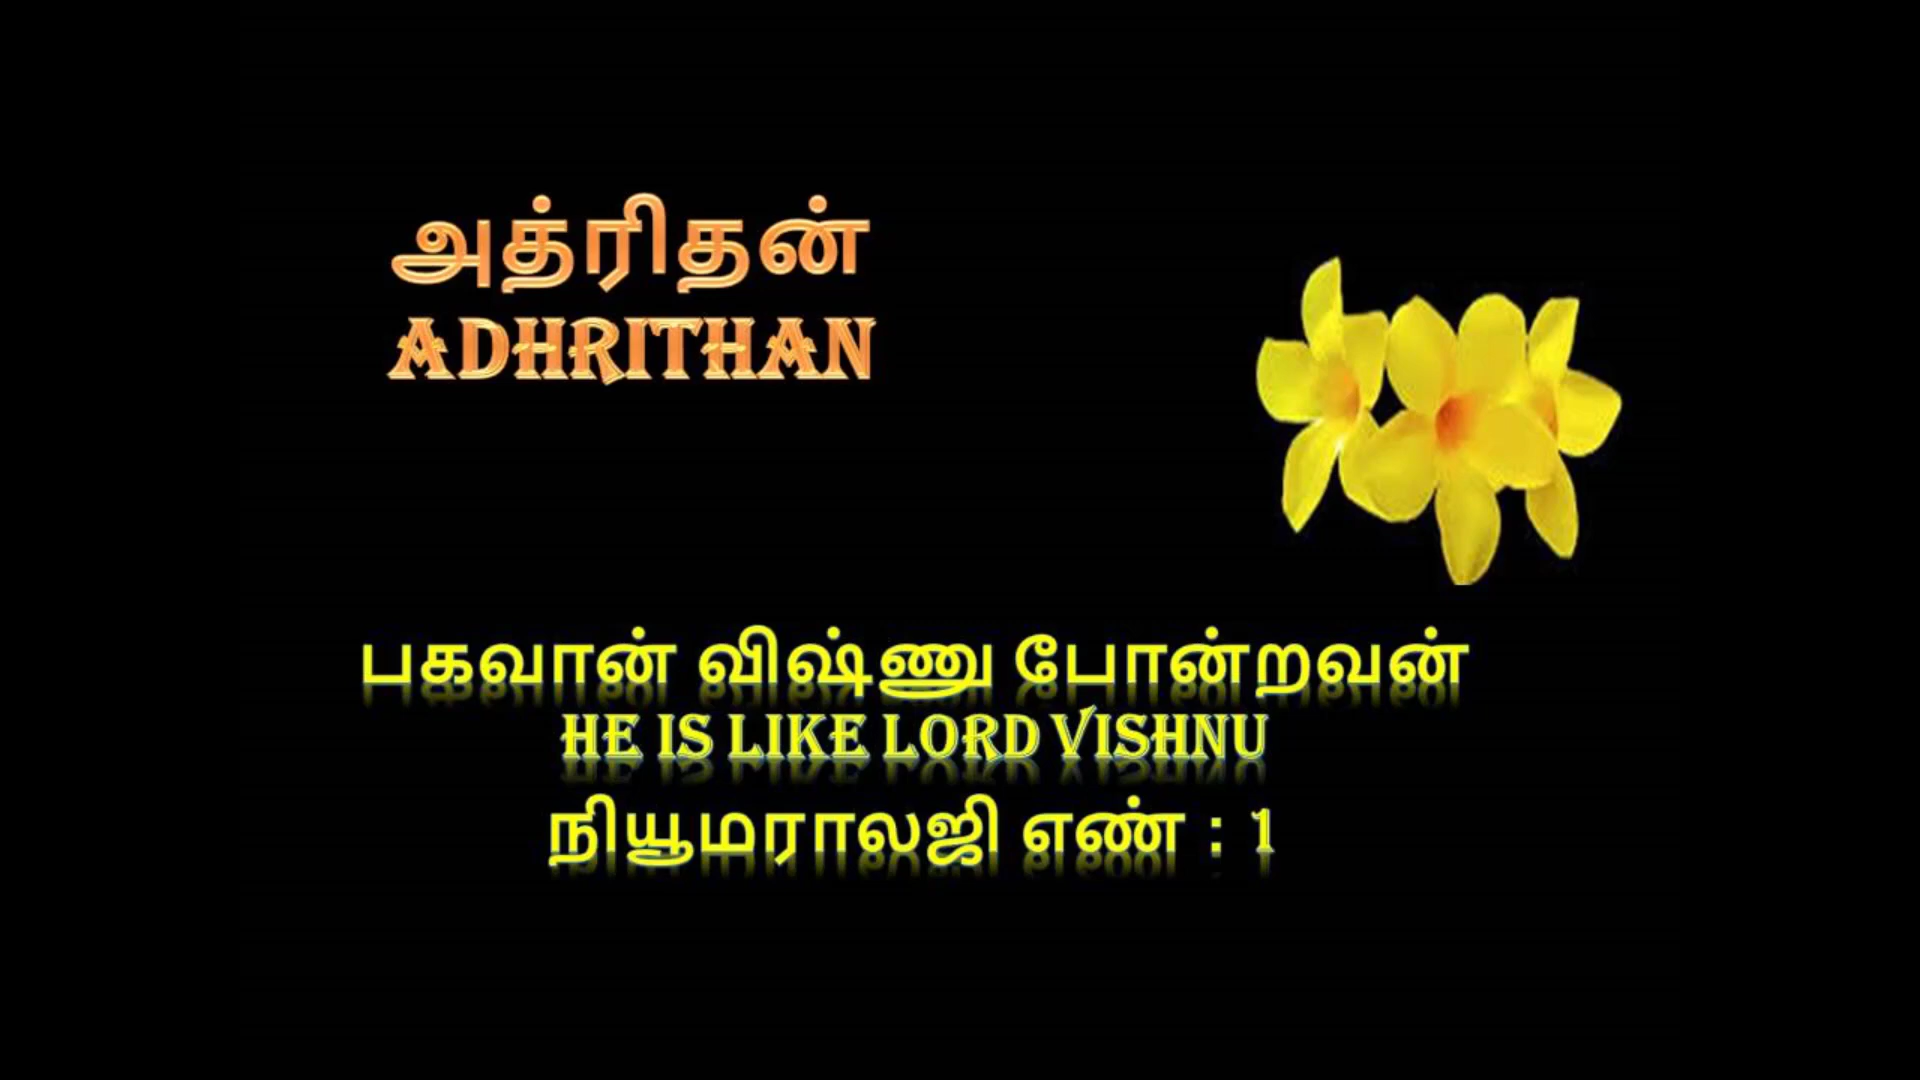 அத்ரிதன்
ADHRITHAN
பகவான் விஷ்ணு போன்றவன்
HE IS LIKE LORD VISHNU
நியூமராலஜி எண் : 1